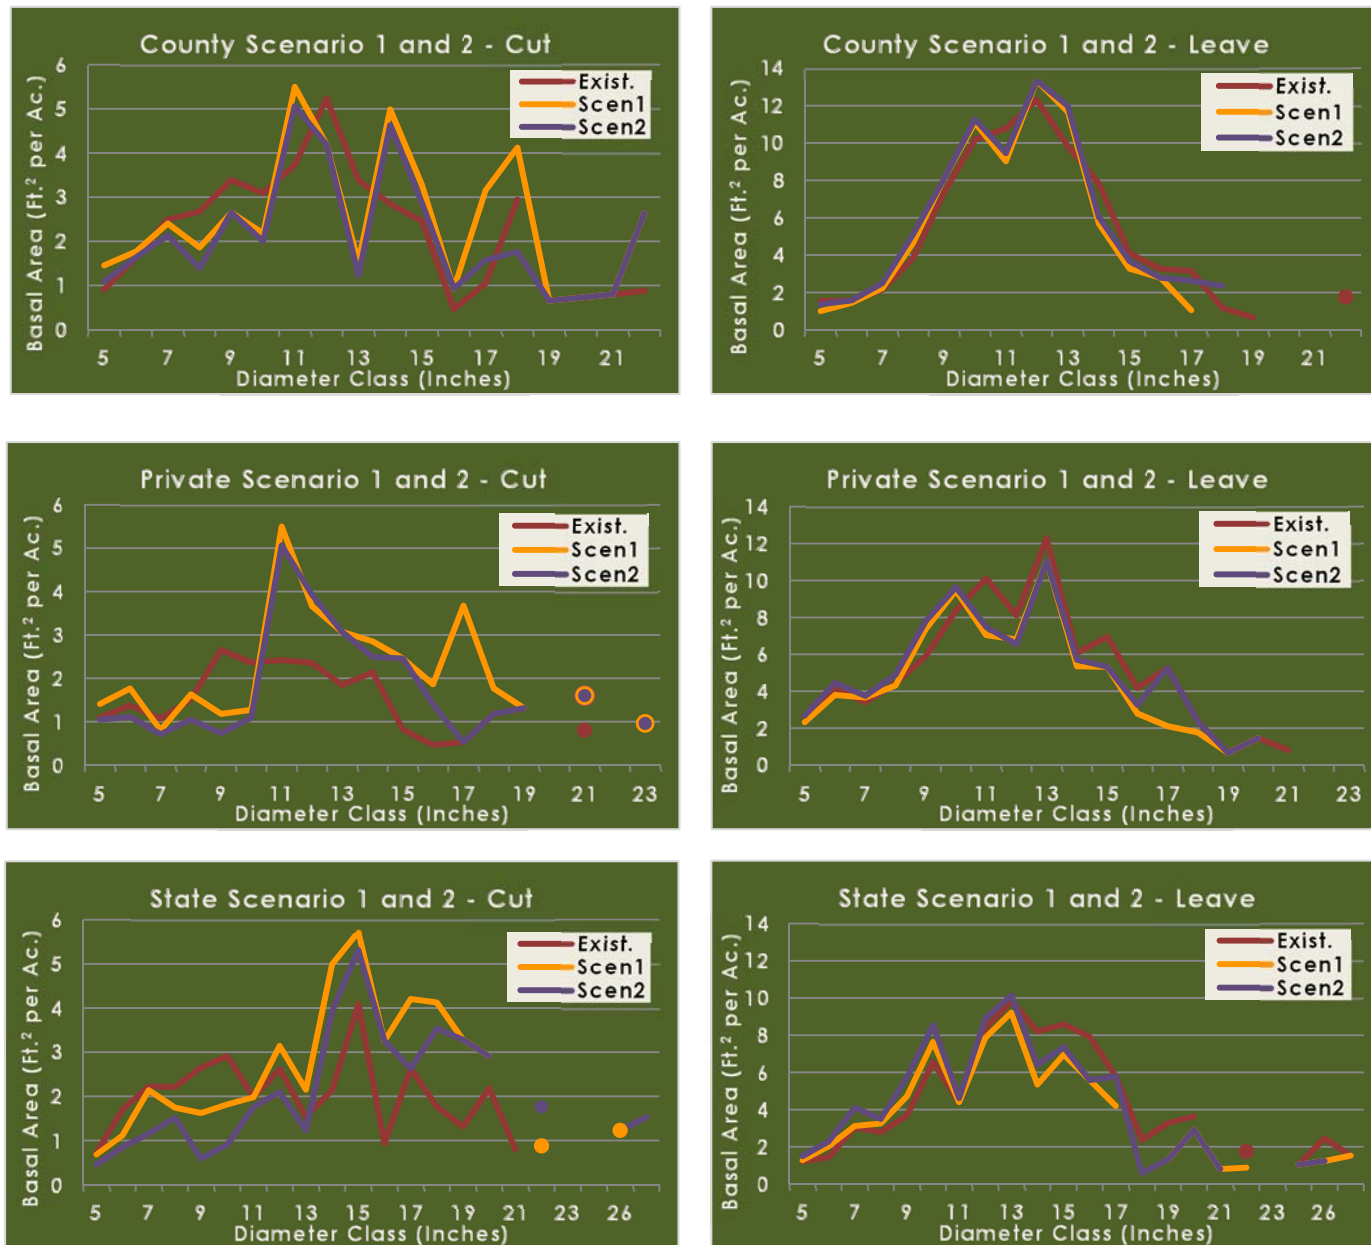 County Scenario 1 and 2 - Cut
Basal Area (Ft.² per Ac.)
6
5
4
3
2
1
0
Exist.
Scen1
Scen2
5 7 9 11 13 15 17 19 21
Diameter Class (Inches)
County Scenario 1 and 2 - Leave
Basal Area (Ft.² per Ac.)
14
12
10
8
6
4
2
0
Exist.
Scen1
Scen2
5 7 9 11 13 15 17 19 21
Diameter Class (Inches)
Private Scenario 1 and 2 - Cut
Basal Area (Ft.² per Ac.)
6
5
4
3
2
1
0
Exist.
Scen1
Scen2
5 7 9 11 13 15 17 19 21 23
Diameter Class (Inches)
Private Scenario 1 and 2 - Leave
Basal Area (Ft.² per Ac.)
14
12
10
8
6
4
2
0
Exist.
Scen1
Scen2
5 7 9 11 13 15 17 19 21 23
Diameter Class (Inches)
State Scenario 1 and 2 - Cut
Basal Area (Ft.² per Ac.)
6
5
4
3
2
1
0
Exist.
Scen1
Scen2
5 7 9 11 13 15 17 19 21 23 26
Diameter Class (Inches)
State Scenario 1 and 2 - Leave
Basal Area (Ft.² per Ac.)
14
12
10
8
6
4
2
0
Exist.
Scen1
Scen2
5 7 9 11 13 15 17 19 21 23 26
Diameter Class (Inches)